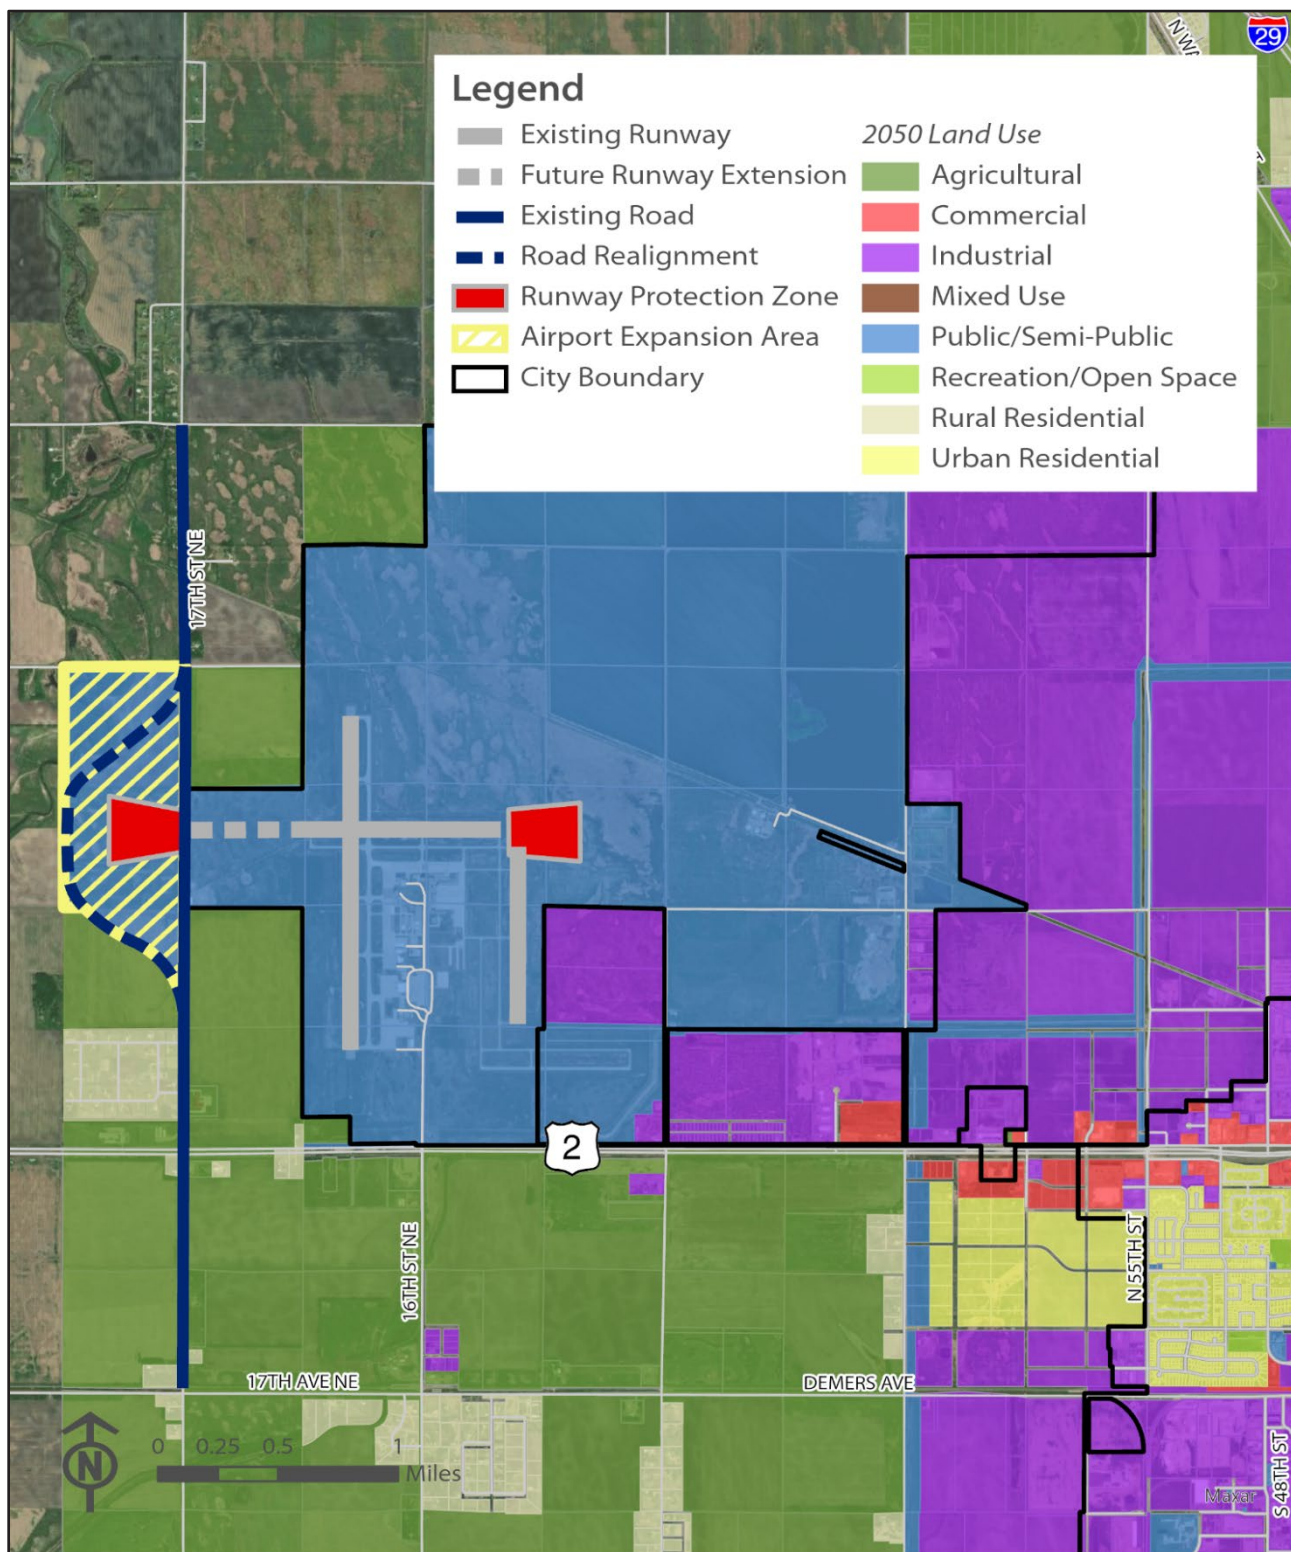 N
29
Legend
Existing Runway
Future Runway Extension
Existing Road
Road Realignment
Runway Protection Zone
Airport Expansion Area
City Boundary
2050 Land Use
Agricultural
Commercial
Industrial
Mixed Use
Public/Semi-Public
Recreation/Open Space
Rural Residential
Urban Residential
17TH ST NE
2
16TH ST NE
N 55TH ST
17TH AVE NE
DEMERS AVE
N
0 0.25 0.5 1
Miles
S 48TH ST
Maxar